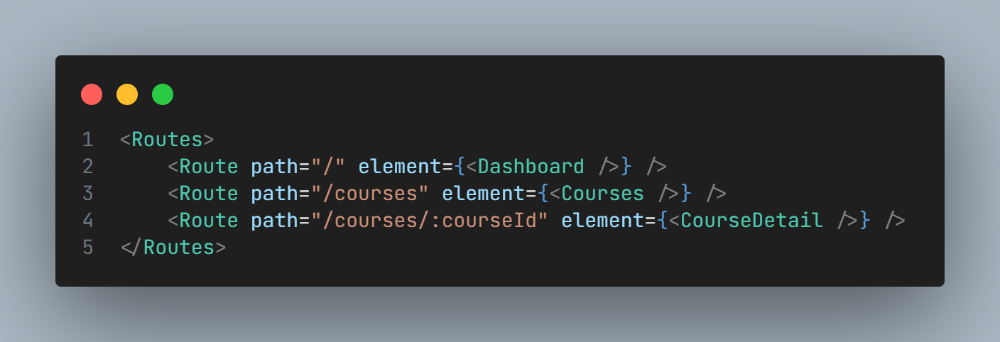 1 <Routes>
2     <Route path="/" element={<Dashboard />} />
3     <Route path="/courses" element={<Courses />} />
4     <Route path="/courses/:courseId" element={<CourseDetail />} />
5 </Routes>